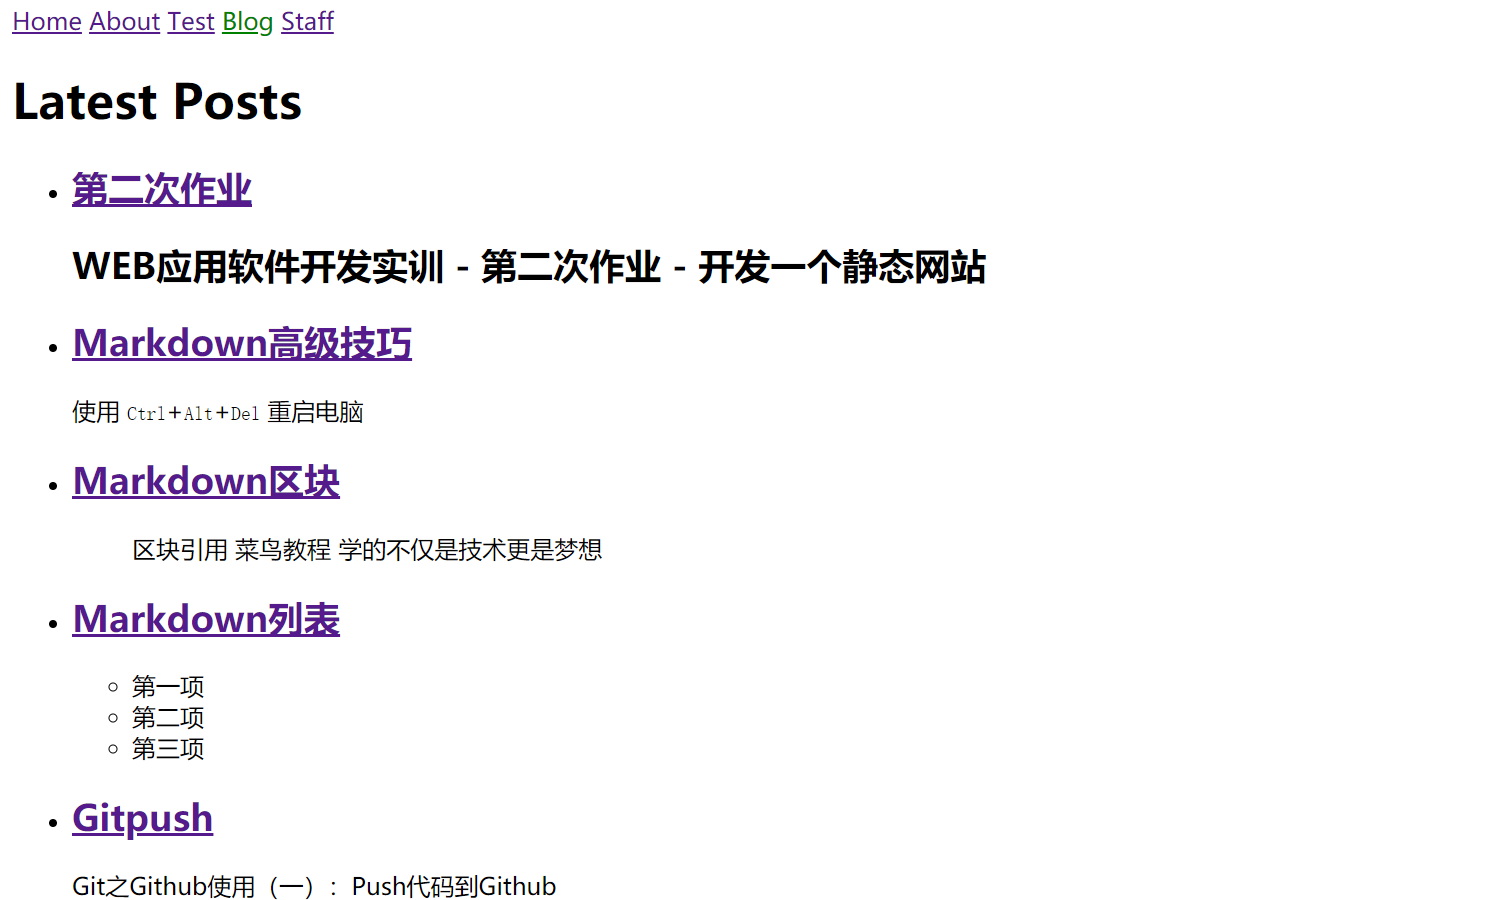 Home About Test Blog Staff
Latest Posts
第二次作业
WEB应用软件开发实训 - 第二次作业 - 开发一个静态网站
Markdown高级技巧
使用 Ctrl+Alt+Del 重启电脑
Markdown区块
区块引用 菜鸟教程 学的不仅是技术更是梦想
Markdown列表
第一项
第二项
第三项
Gitpush
Git之Github使用（一）：Push代码到Github